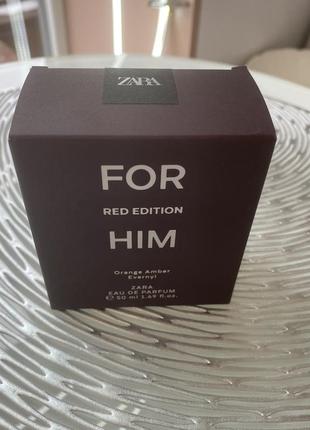 ZARA
FOR
RED EDITION
HIM
Orange Amber
Evernyl
ZARA
EAU DE PARFUM
℮ 50 ml 1.69 fl.oz.